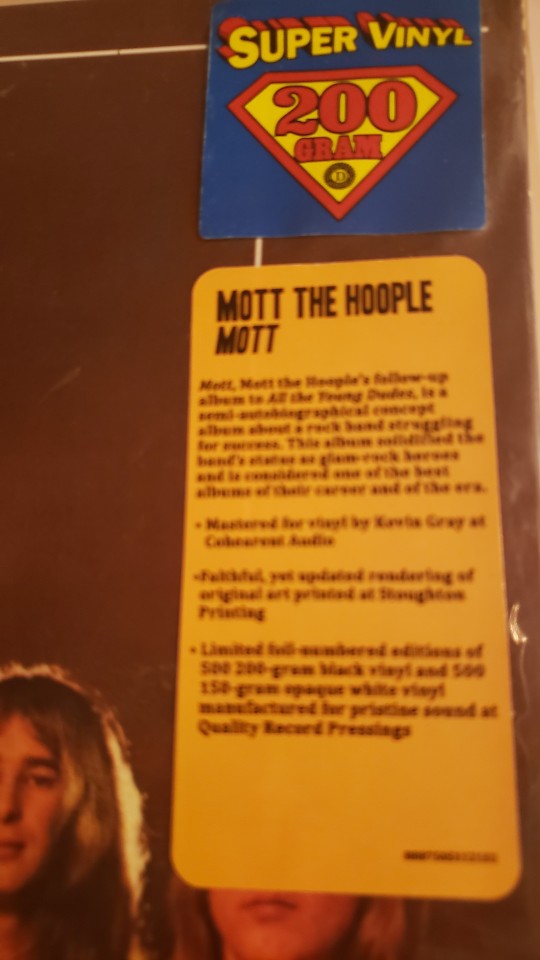 SUPER VINYL
200
GRAM
MOTT THE HOOPLE
MOTT
Mott, Mott the Hoople's follow-up
album to All the Young Dudes, is a
semi-autobiographical concept
album about a rock band struggling
for success. This album solidified the
band's status as glam-rock heroes
and is considered one of the best
albums of their career and of the era.
• Mastered for vinyl by Kevin Gray at
Cohearent Audio
•Faithful, yet updated rendering of
original art printed at Stoughton
Printing
• Limited foil-numbered editions of
500 200-gram black vinyl and 500
150-gram opaque white vinyl
manufactured for pristine sound at
Quality Record Pressings